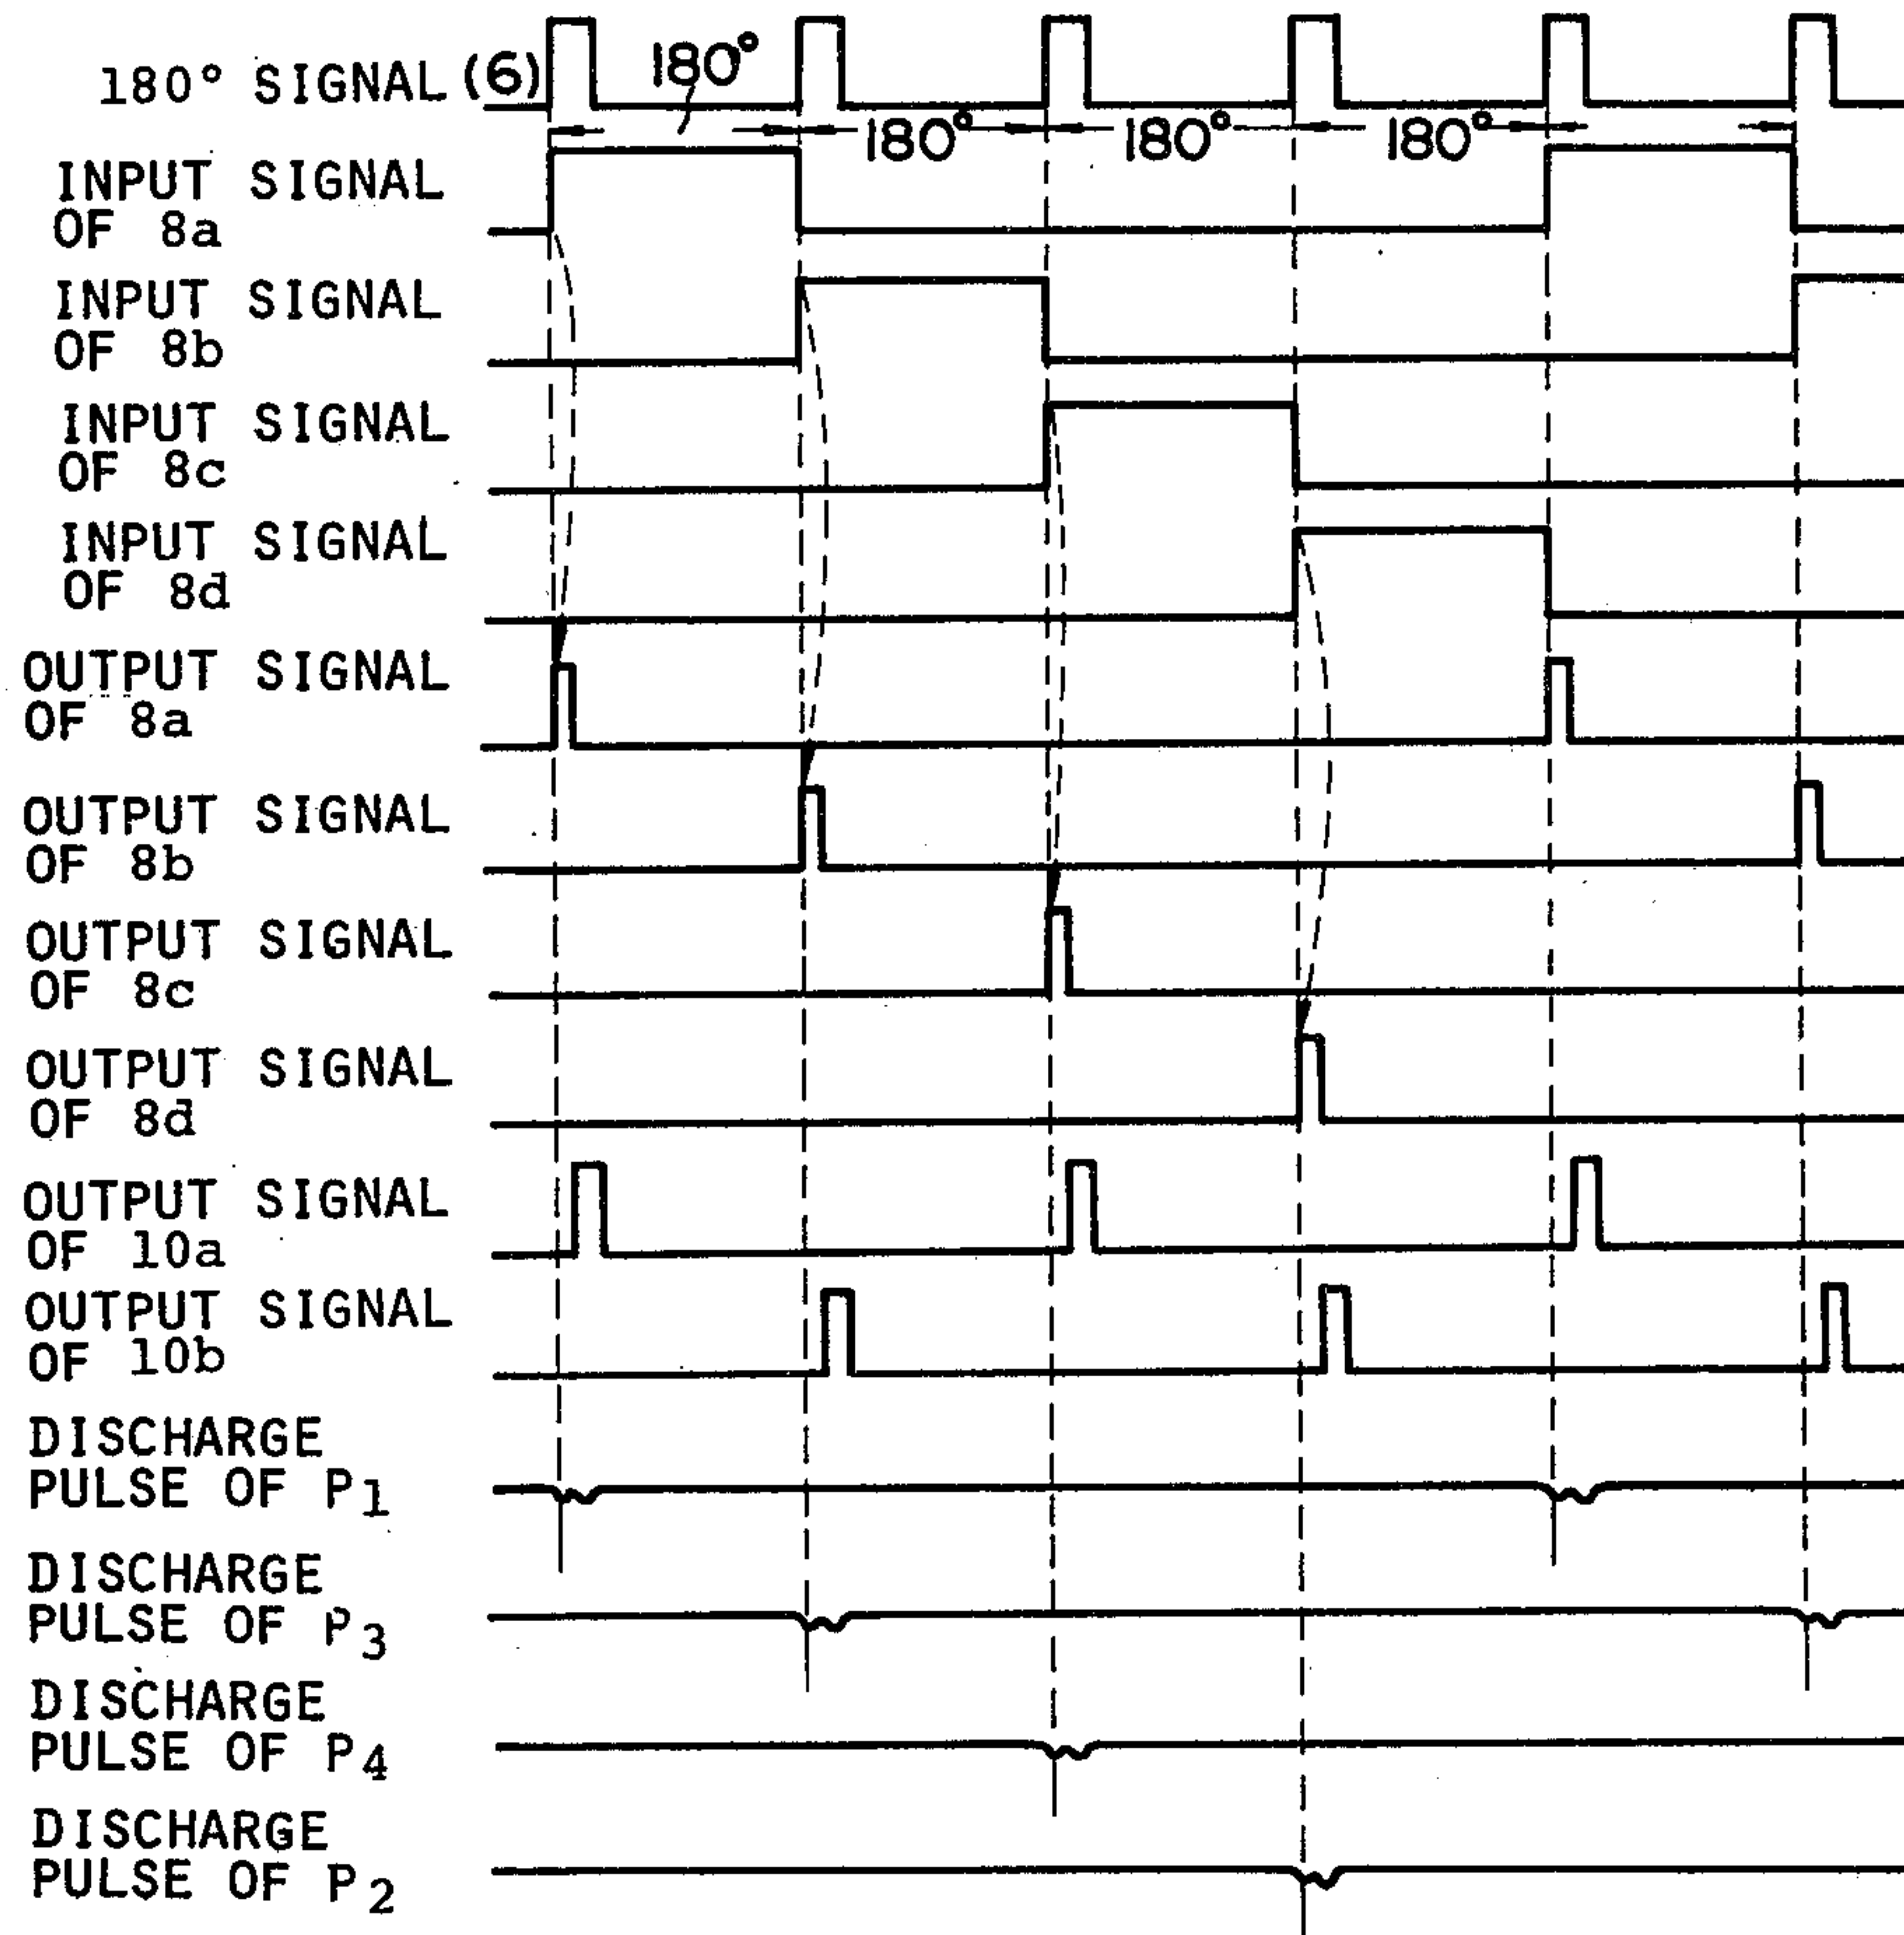 180° SIGNAL (6)
180°
180°
180°
180°
INPUT SIGNAL
OF 8a
INPUT SIGNAL
OF 8b
INPUT SIGNAL
OF 8c
INPUT SIGNAL
OF 8d
OUTPUT SIGNAL
OF 8a
OUTPUT SIGNAL
OF 8b
OUTPUT SIGNAL
OF 8c
OUTPUT SIGNAL
OF 8d
OUTPUT SIGNAL
OF 10a
OUTPUT SIGNAL
OF 10b
DISCHARGE
PULSE OF P1
DISCHARGE
PULSE OF P3
DISCHARGE
PULSE OF P4
DISCHARGE
PULSE OF P2